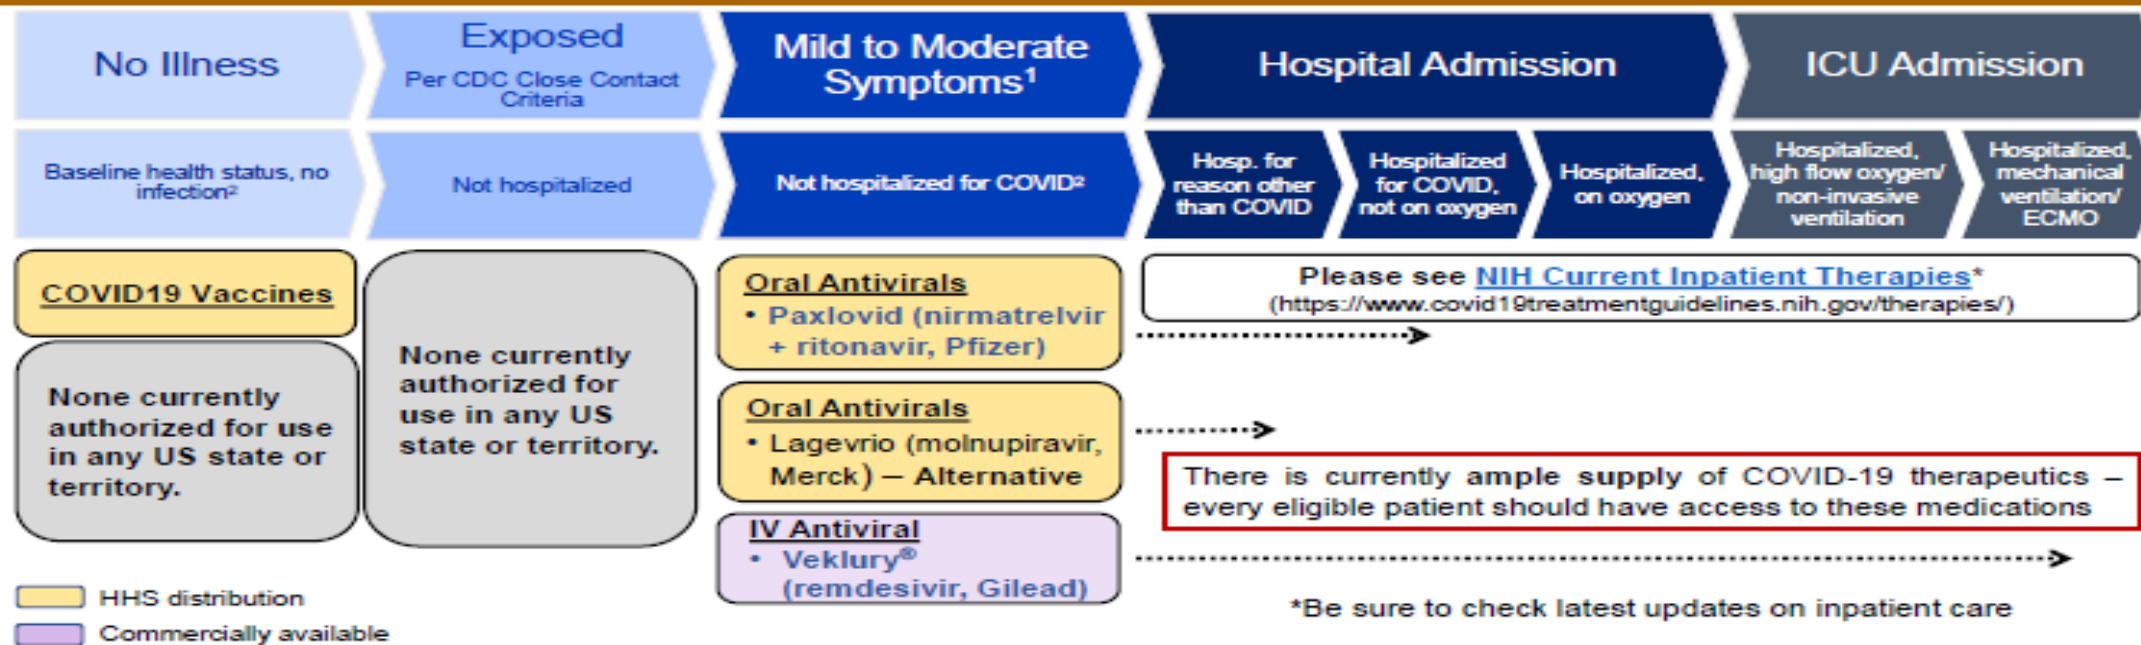 No Illness
Exposed
Per CDC Close Contact
Criteria
Mild to Moderate
Symptoms¹
Hospital Admission
ICU Admission
Baseline health status, no
infection²
Not hospitalized
Not hospitalized for COVID²
Hosp. for
reason other
than COVID
Hospitalized
for COVID,
not on oxygen
Hospitalized,
on oxygen
Hospitalized,
high flow oxygen/
non-invasive
ventilation
Hospitalized,
mechanical
ventilation/
ECMO
COVID19 Vaccines
None currently
authorized for use
in any US state or
territory.
None currently
authorized for
use in any US
state or territory.
Oral Antivirals
• Paxlovid (nirmatrelvir
+ ritonavir, Pfizer)
Oral Antivirals
• Lagevrio (molnupiravir,
Merck) – Alternative
IV Antiviral
• Veklury®
(remdesivir, Gilead)
Please see NIH Current Inpatient Therapies*
(https://www.covid19treatmentguidelines.nih.gov/therapies/)
There is currently ample supply of COVID-19 therapeutics –
every eligible patient should have access to these medications
*Be sure to check latest updates on inpatient care
HHS distribution
Commercially available